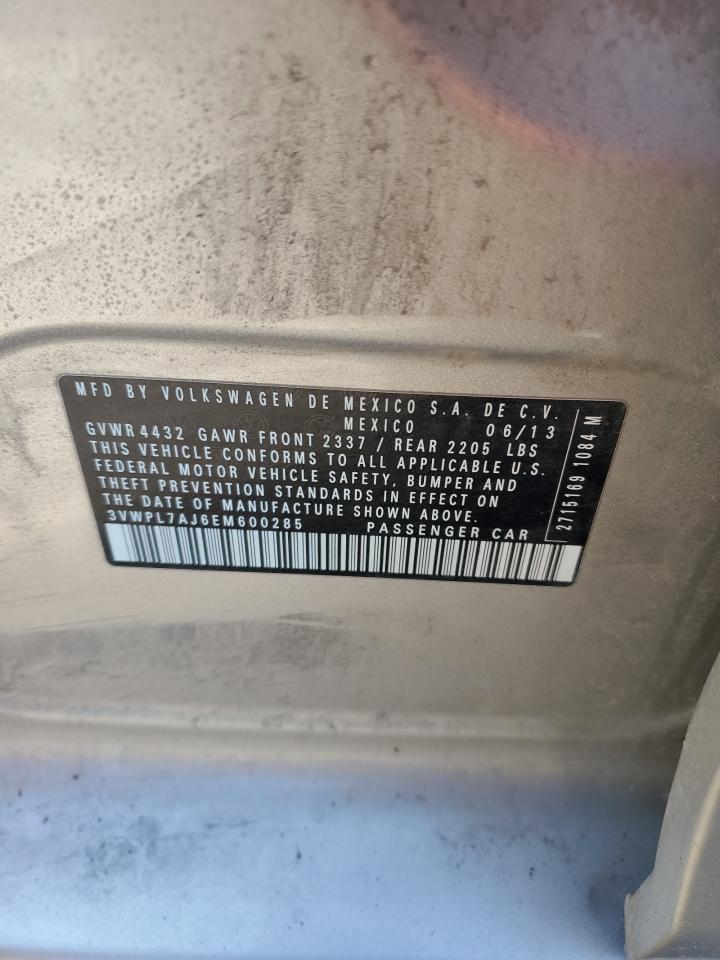 MFD BY VOLKSWAGEN DE MEXICO S.A. DE C.V.
MEXICO 06/13
GVWR 4432 GAWR FRONT 2337 / REAR 2205 LBS
THIS VEHICLE CONFORMS TO ALL APPLICABLE U.S.
FEDERAL MOTOR VEHICLE SAFETY, BUMPER AND
THEFT PREVENTION STANDARDS IN EFFECT ON
THE DATE OF MANUFACTURE SHOWN ABOVE.
3VWPL7AJ6EM600285 PASSENGER CAR
2715169 1084 M